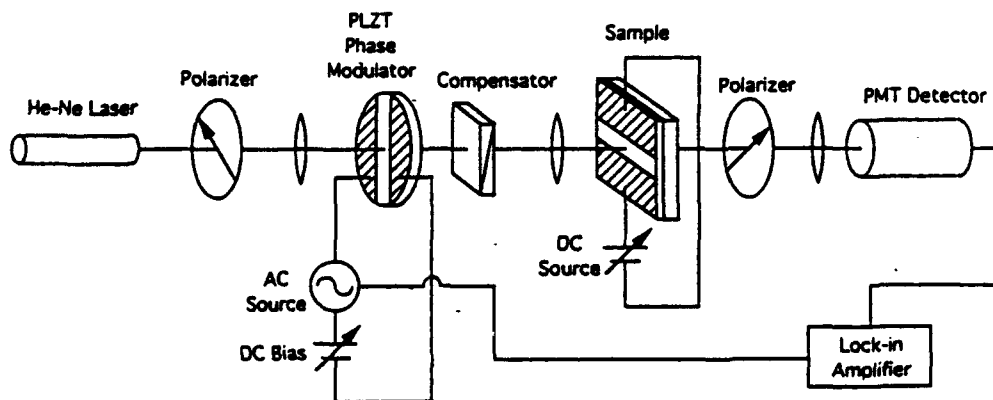 He-Ne Laser
Polarizer
PLZT
Phase
Modulator
Compensator
Sample
Polarizer
PMT Detector
AC
Source
DC Bias
DC
Source
Lock-in
Amplifier